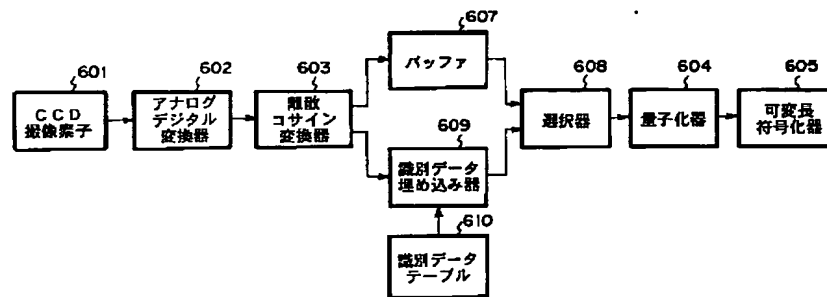 607
バッファ
601
602
603
608
604
605
CCD
撮像素子
アナログ
デジタル
変換器
離散
コサイン
変換器
選択器
量子化器
可変長
符号化器
609
識別データ
埋め込み器
610
識別データ
テーブル